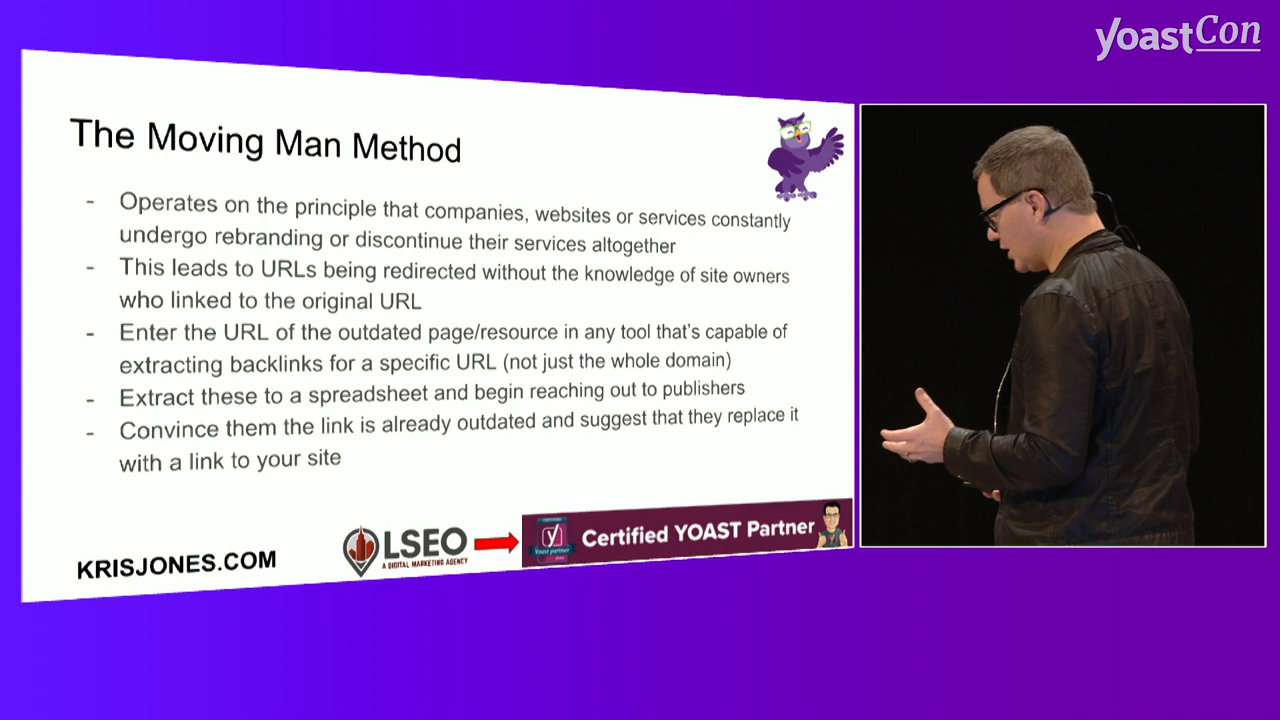 yoastCon
The Moving Man Method
- Operates on the principle that companies, websites or services constantly
undergo rebranding or discontinue their services altogether
- This leads to URLs being redirected without the knowledge of site owners
who linked to the original URL
- Enter the URL of the outdated page/resource in any tool that's capable of
extracting backlinks for a specific URL (not just the whole domain)
- Extract these to a spreadsheet and begin reaching out to publishers
- Convince them the link is already outdated and suggest that they replace it
with a link to your site
KRISJONES.COM
LSEO
A DIGITAL MARKETING AGENCY
CERTIFIED
y
Yoast partner
Certified YOAST Partner